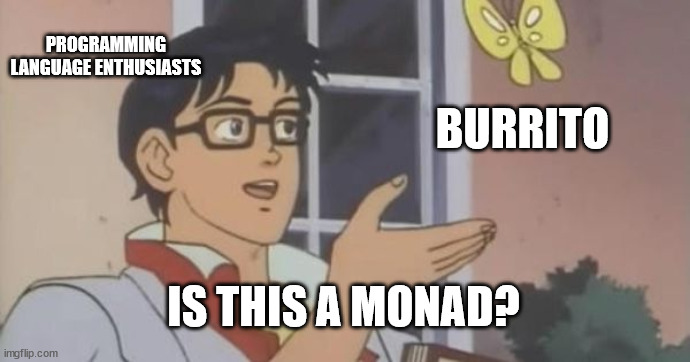 PROGRAMMING
LANGUAGE ENTHUSIASTS
BURRITO
IS THIS A MONAD?
imgflip.com